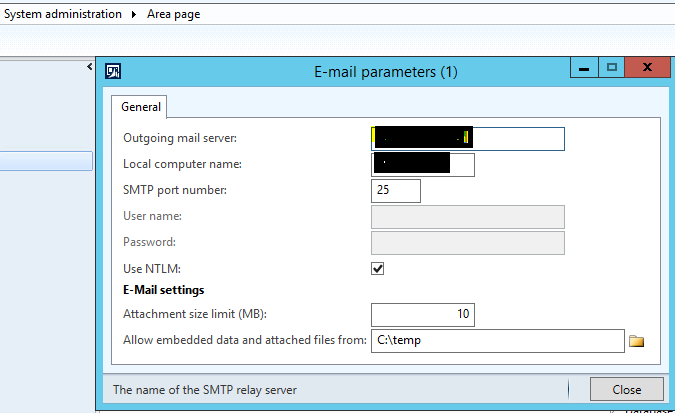 System administration ▸ Area page
E-mail parameters (1)
General
Outgoing mail server:
Local computer name:
SMTP port number: 25
User name:
Password:
Use NTLM:
E-Mail settings
Attachment size limit (MB): 10
Allow embedded data and attached files from: C:\temp
The name of the SMTP relay server
Close